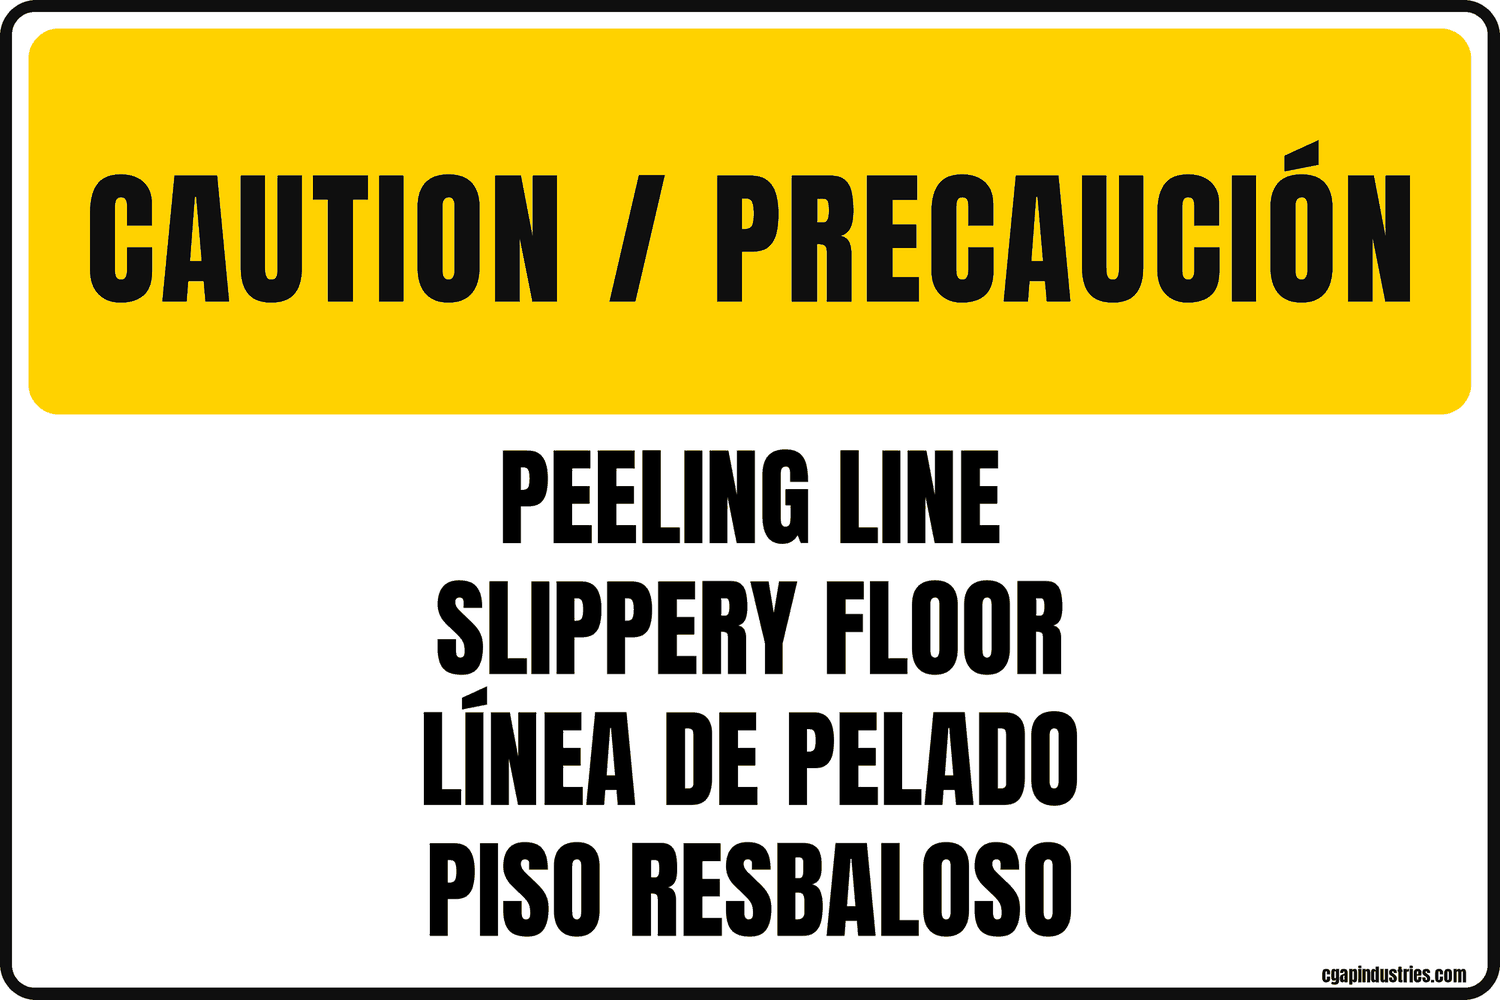 CAUTION / PRECAUCIÓN
PEELING LINE
SLIPPERY FLOOR
LÍNEA DE PELADO
PISO RESBALOSO
cgapindustries.com